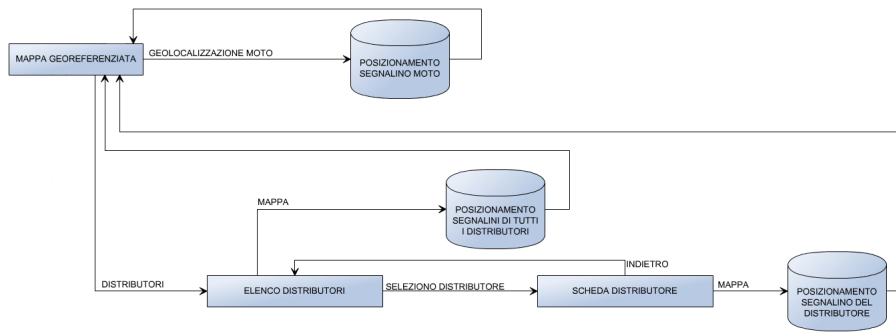 MAPPA GEOREFERENZIATA
GEOLOCALIZZAZIONE MOTO
POSIZIONAMENTO
SEGNALINO MOTO
MAPPA
POSIZIONAMENTO
SEGNALINI DI TUTTI
I DISTRIBUTORI
INDIETRO
DISTRIBUTORI
ELENCO DISTRIBUTORI
SELEZIONO DISTRIBUTORE
SCHEDA DISTRIBUTORE
MAPPA
POSIZIONAMENTO
SEGNALINO DEL
DISTRIBUTORE